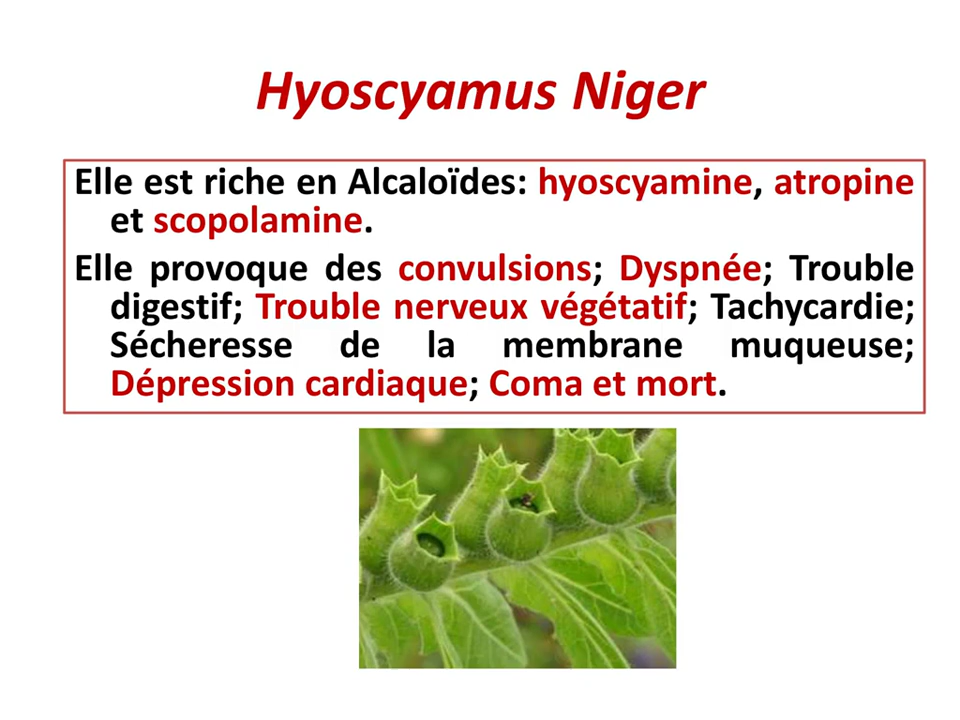 Hyoscyamus Niger
Elle est riche en Alcaloïdes: hyoscyamine, atropine
et scopolamine.
Elle provoque des convulsions; Dyspnée; Trouble
digestif; Trouble nerveux végétatif; Tachycardie;
Sécheresse de la membrane muqueuse;
Dépression cardiaque; Coma et mort.